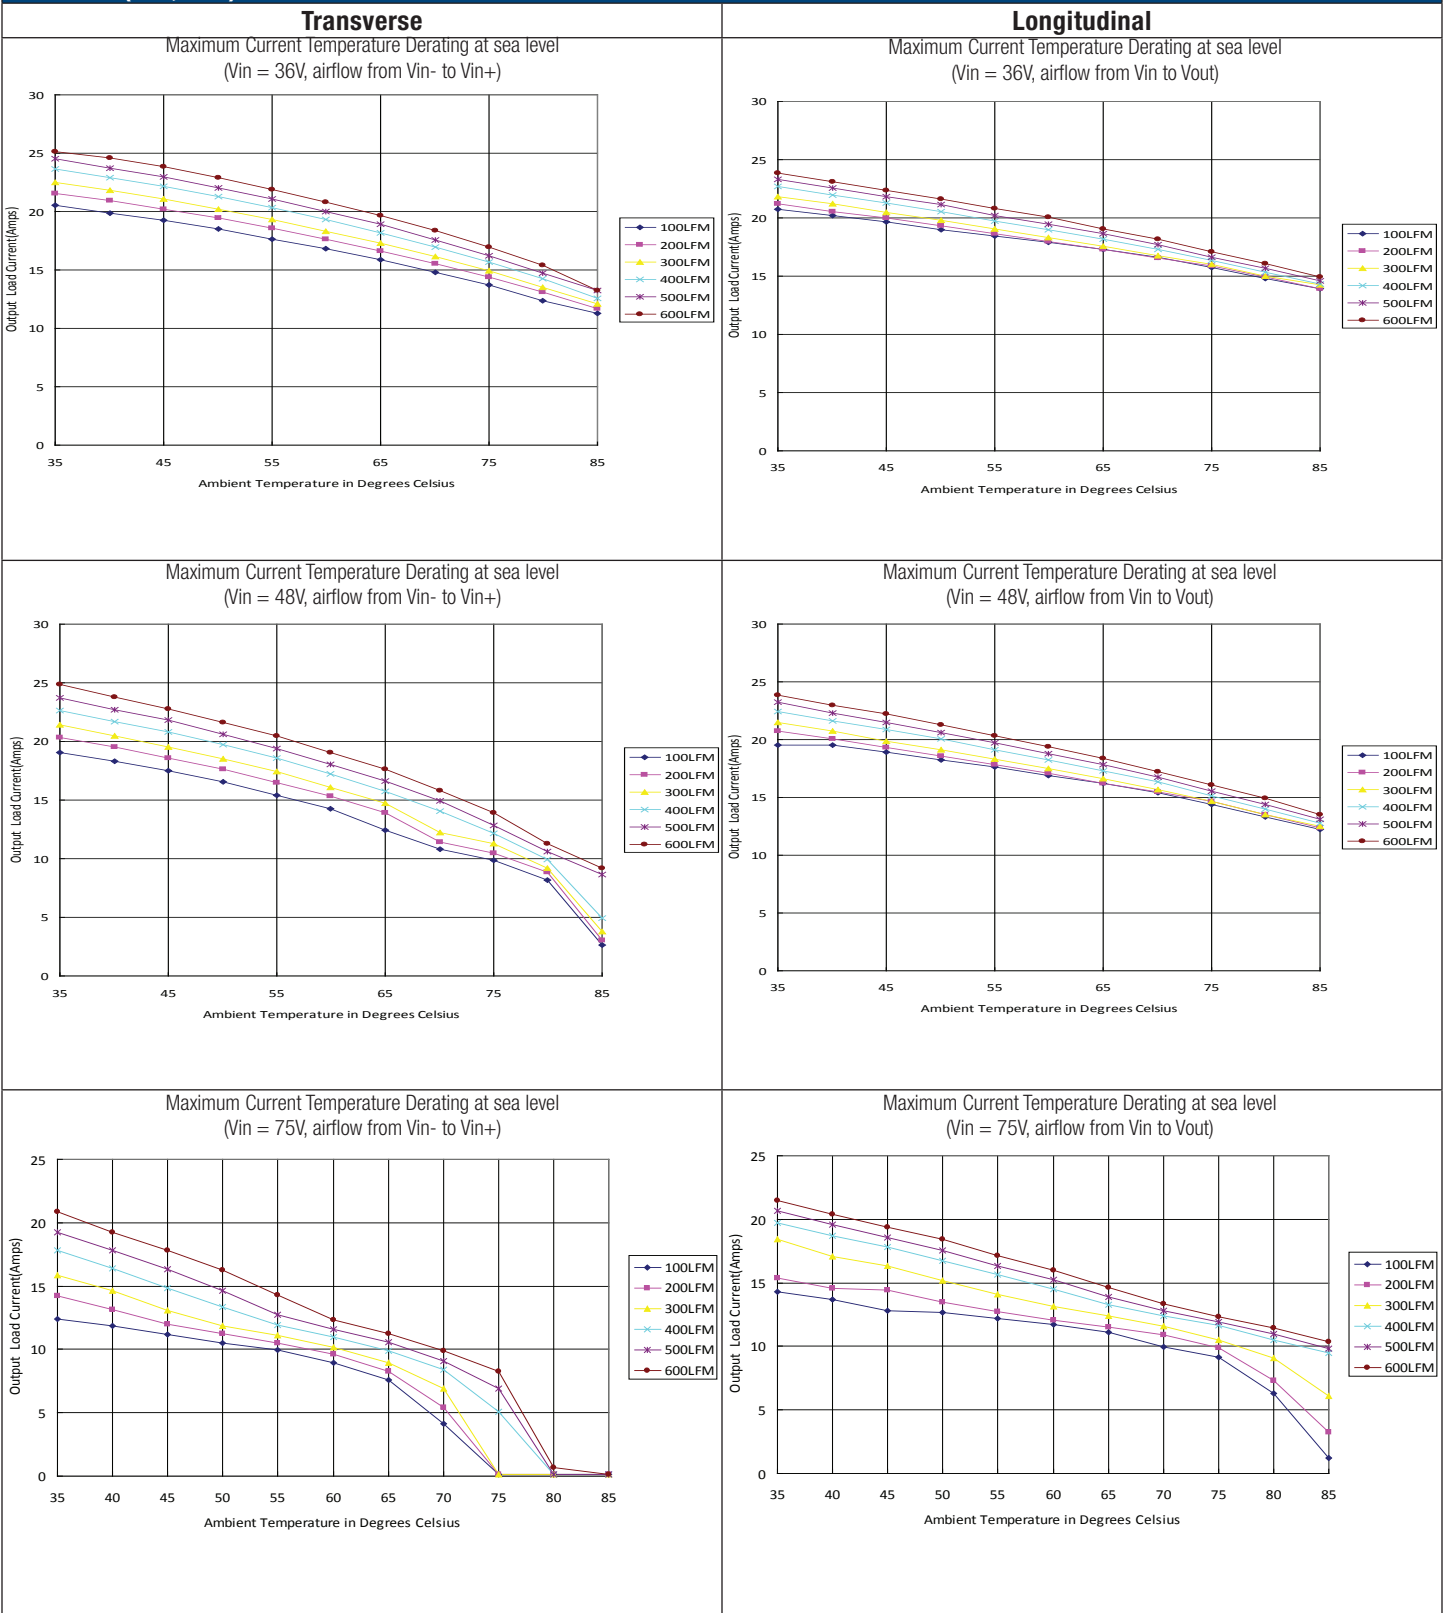 Transverse
Longitudinal
Maximum Current Temperature Derating at sea level
(Vin = 36V, airflow from Vin- to Vin+)
30
25
20
15
10
5
0
35
45
55
65
75
85
Output Load Current(Amps)
Ambient Temperature in Degrees Celsius
100LFM
200LFM
300LFM
400LFM
500LFM
600LFM
Maximum Current Temperature Derating at sea level
(Vin = 36V, airflow from Vin to Vout)
30
25
20
15
10
5
0
35
45
55
65
75
85
Output Load Current(Amps)
Ambient Temperature in Degrees Celsius
100LFM
200LFM
300LFM
400LFM
500LFM
600LFM
Maximum Current Temperature Derating at sea level
(Vin = 48V, airflow from Vin- to Vin+)
30
25
20
15
10
5
0
35
45
55
65
75
85
Output Load Current(Amps)
Ambient Temperature in Degrees Celsius
100LFM
200LFM
300LFM
400LFM
500LFM
600LFM
Maximum Current Temperature Derating at sea level
(Vin = 48V, airflow from Vin to Vout)
30
25
20
15
10
5
0
35
45
55
65
75
85
Output Load Current(Amps)
Ambient Temperature in Degrees Celsius
100LFM
200LFM
300LFM
400LFM
500LFM
600LFM
Maximum Current Temperature Derating at sea level
(Vin = 75V, airflow from Vin- to Vin+)
25
20
15
10
5
0
35
40
45
50
55
60
65
70
75
80
85
Output Load Current(Amps)
Ambient Temperature in Degrees Celsius
100LFM
200LFM
300LFM
400LFM
500LFM
600LFM
Maximum Current Temperature Derating at sea level
(Vin = 75V, airflow from Vin to Vout)
25
20
15
10
5
0
35
40
45
50
55
60
65
70
75
80
85
Output Load Current(Amps)
Ambient Temperature in Degrees Celsius
100LFM
200LFM
300LFM
400LFM
500LFM
600LFM